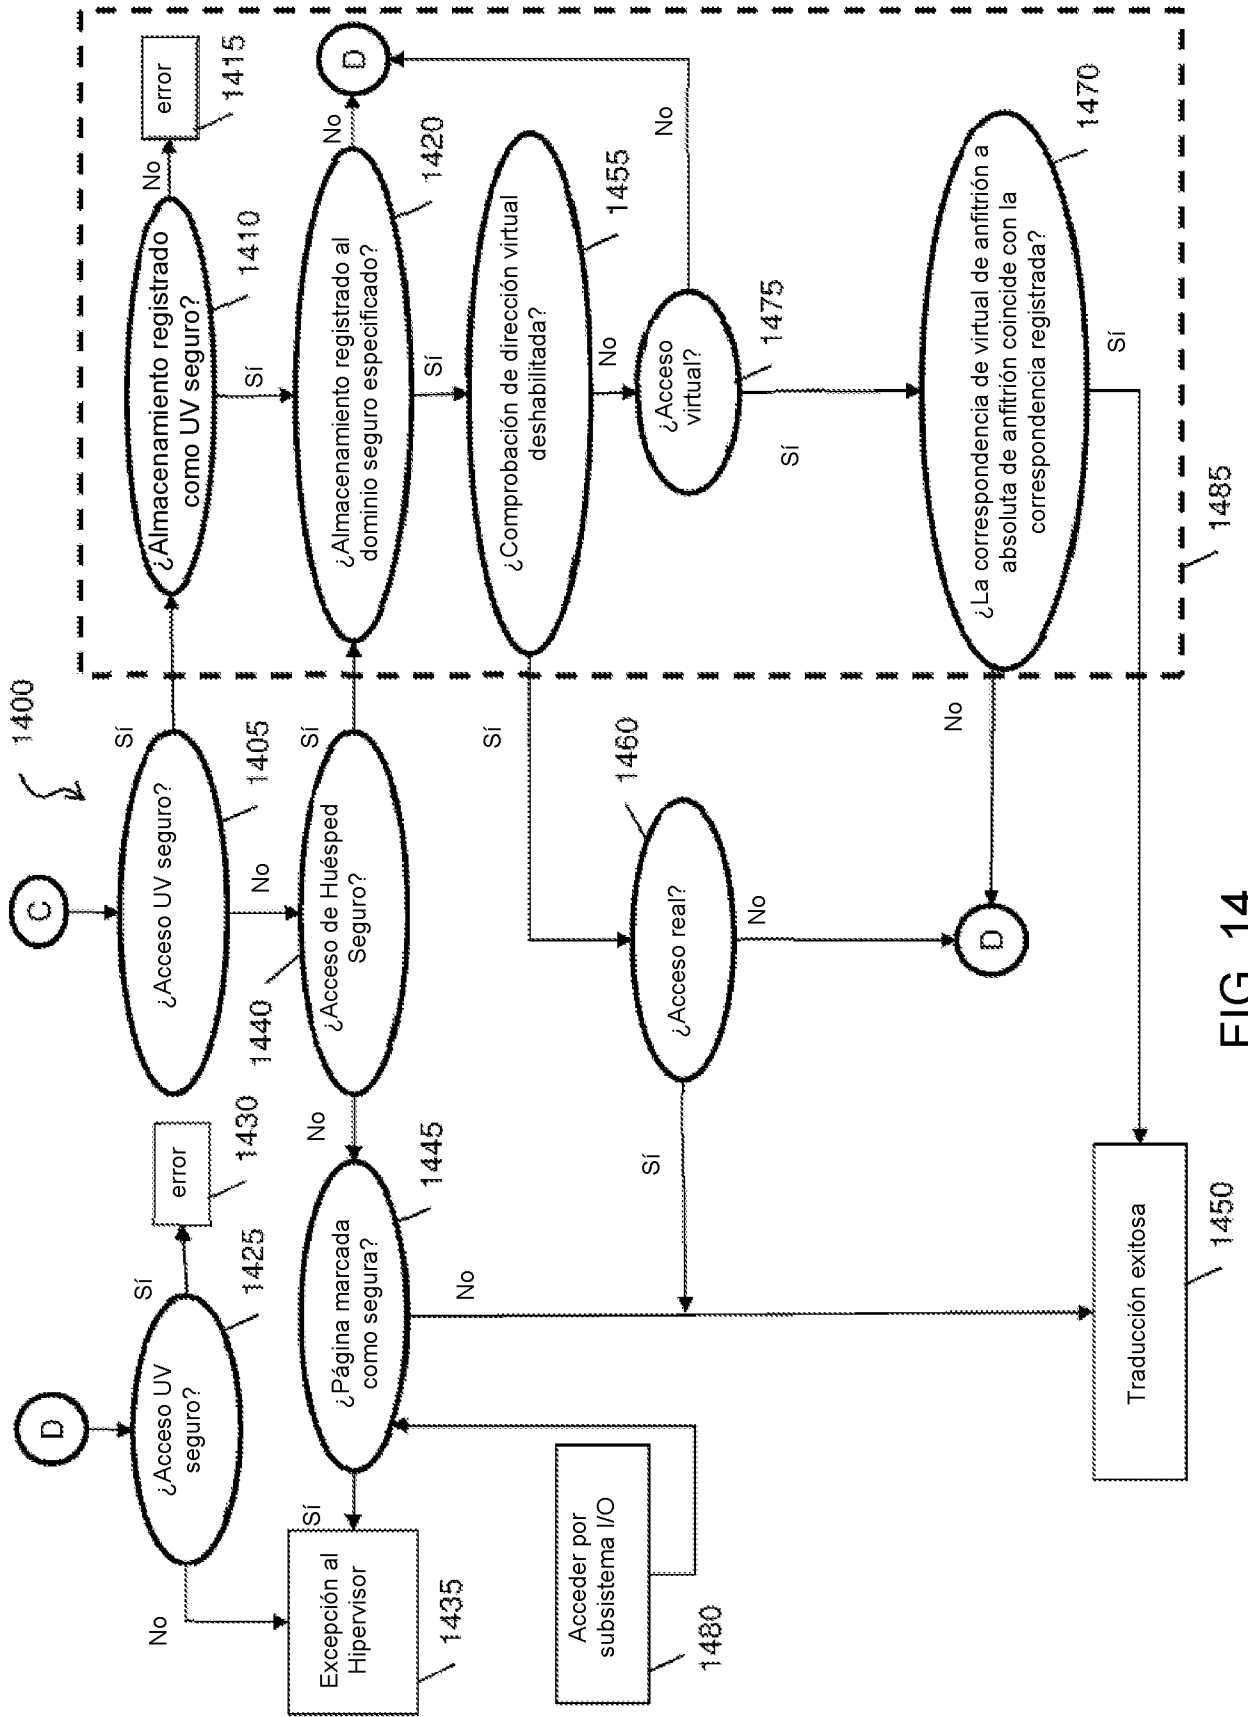 1400
C
¿Acceso UV seguro?
1405
Sí
No
¿Almacenamiento registrado
como UV seguro?
1410
No
error
1415
Sí
D
¿Acceso UV
seguro?
1425
Sí
error
1430
No
¿Acceso de Huésped
Seguro?
1440
Sí
No
¿Almacenamiento registrado al
dominio seguro especificado?
1420
No
D
Sí
¿Página marcada
como segura?
1445
Sí
No
Excepción al
Hipervisor
1435
¿Comprobación de dirección virtual
deshabilitada?
1455
Sí
No
¿Acceso
virtual?
1475
No
Sí
¿Acceso real?
1460
Sí
No
Acceder por
subsistema I/O
1480
¿La correspondencia de virtual de anfitrión a
absoluta de anfitrión coincide con la
correspondencia registrada?
1470
No
Sí
D
Traducción exitosa
1450
1485
FIG. 14